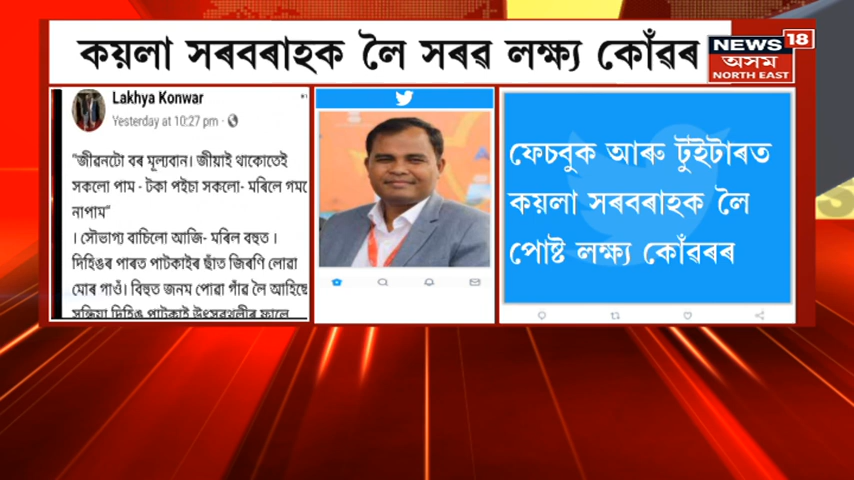 কয়লা সৰবৰাহক লৈ সৰৱ লক্ষ্য কোঁৱৰ
NEWS 18
অসম
NORTH EAST
Lakhya Konwar
Yesterday at 10:27 pm ·
"জীৱনটো বৰ মূল্যবান। জীয়াই থাকোতেই
সকলো পাম - টকা পইচা সকলো- মৰিলে গমে
নাপাম"
। সৌভাগ্য বাচিলো আজি- মৰিল বহুত ।
দিহিঙৰ পাৰত পাটকাইৰ ছাঁত জিৰণি লোৱা
মোৰ গাওঁ। বিহুত জনম পোৱা গাঁৱ লৈ আহিছে
দিহিঙ পাটকাই
ফেচবুক আৰু টুইটাৰত
কয়লা সৰবৰাহক লৈ
পোষ্ট লক্ষ্য কোঁৱৰৰ